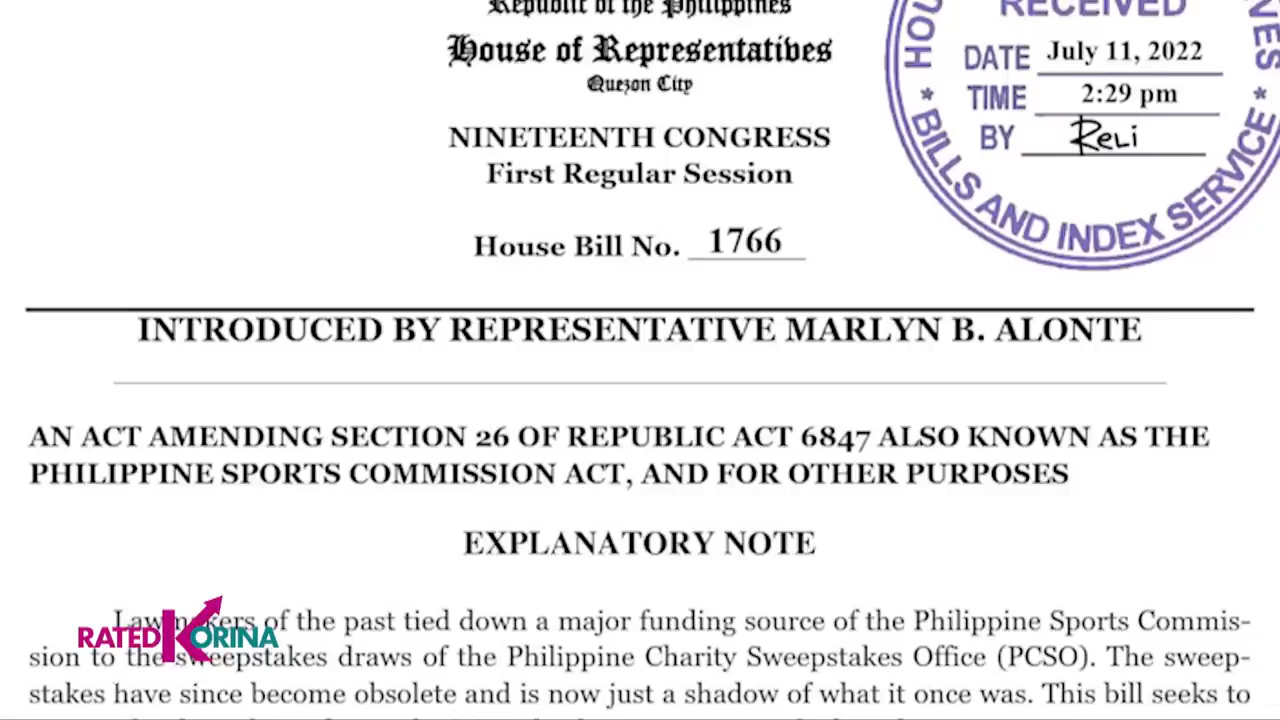 Republic of the Philippines
House of Representatives
Quezon City
NINETEENTH CONGRESS
First Regular Session
House Bill No. 1766
RECEIVED
DATE July 11, 2022
TIME 2:29 pm
BY ReLi
* BILLS AND INDEX SERVICE *
INTRODUCED BY REPRESENTATIVE MARLYN B. ALONTE
AN ACT AMENDING SECTION 26 OF REPUBLIC ACT 6847 ALSO KNOWN AS THE
PHILIPPINE SPORTS COMMISSION ACT, AND FOR OTHER PURPOSES
EXPLANATORY NOTE
Lawmakers of the past tied down a major funding source of the Philippine Sports Commis-
sion to the sweepstakes draws of the Philippine Charity Sweepstakes Office (PCSO). The sweep-
stakes have since become obsolete and is now just a shadow of what it once was. This bill seeks to
RATED KORINA